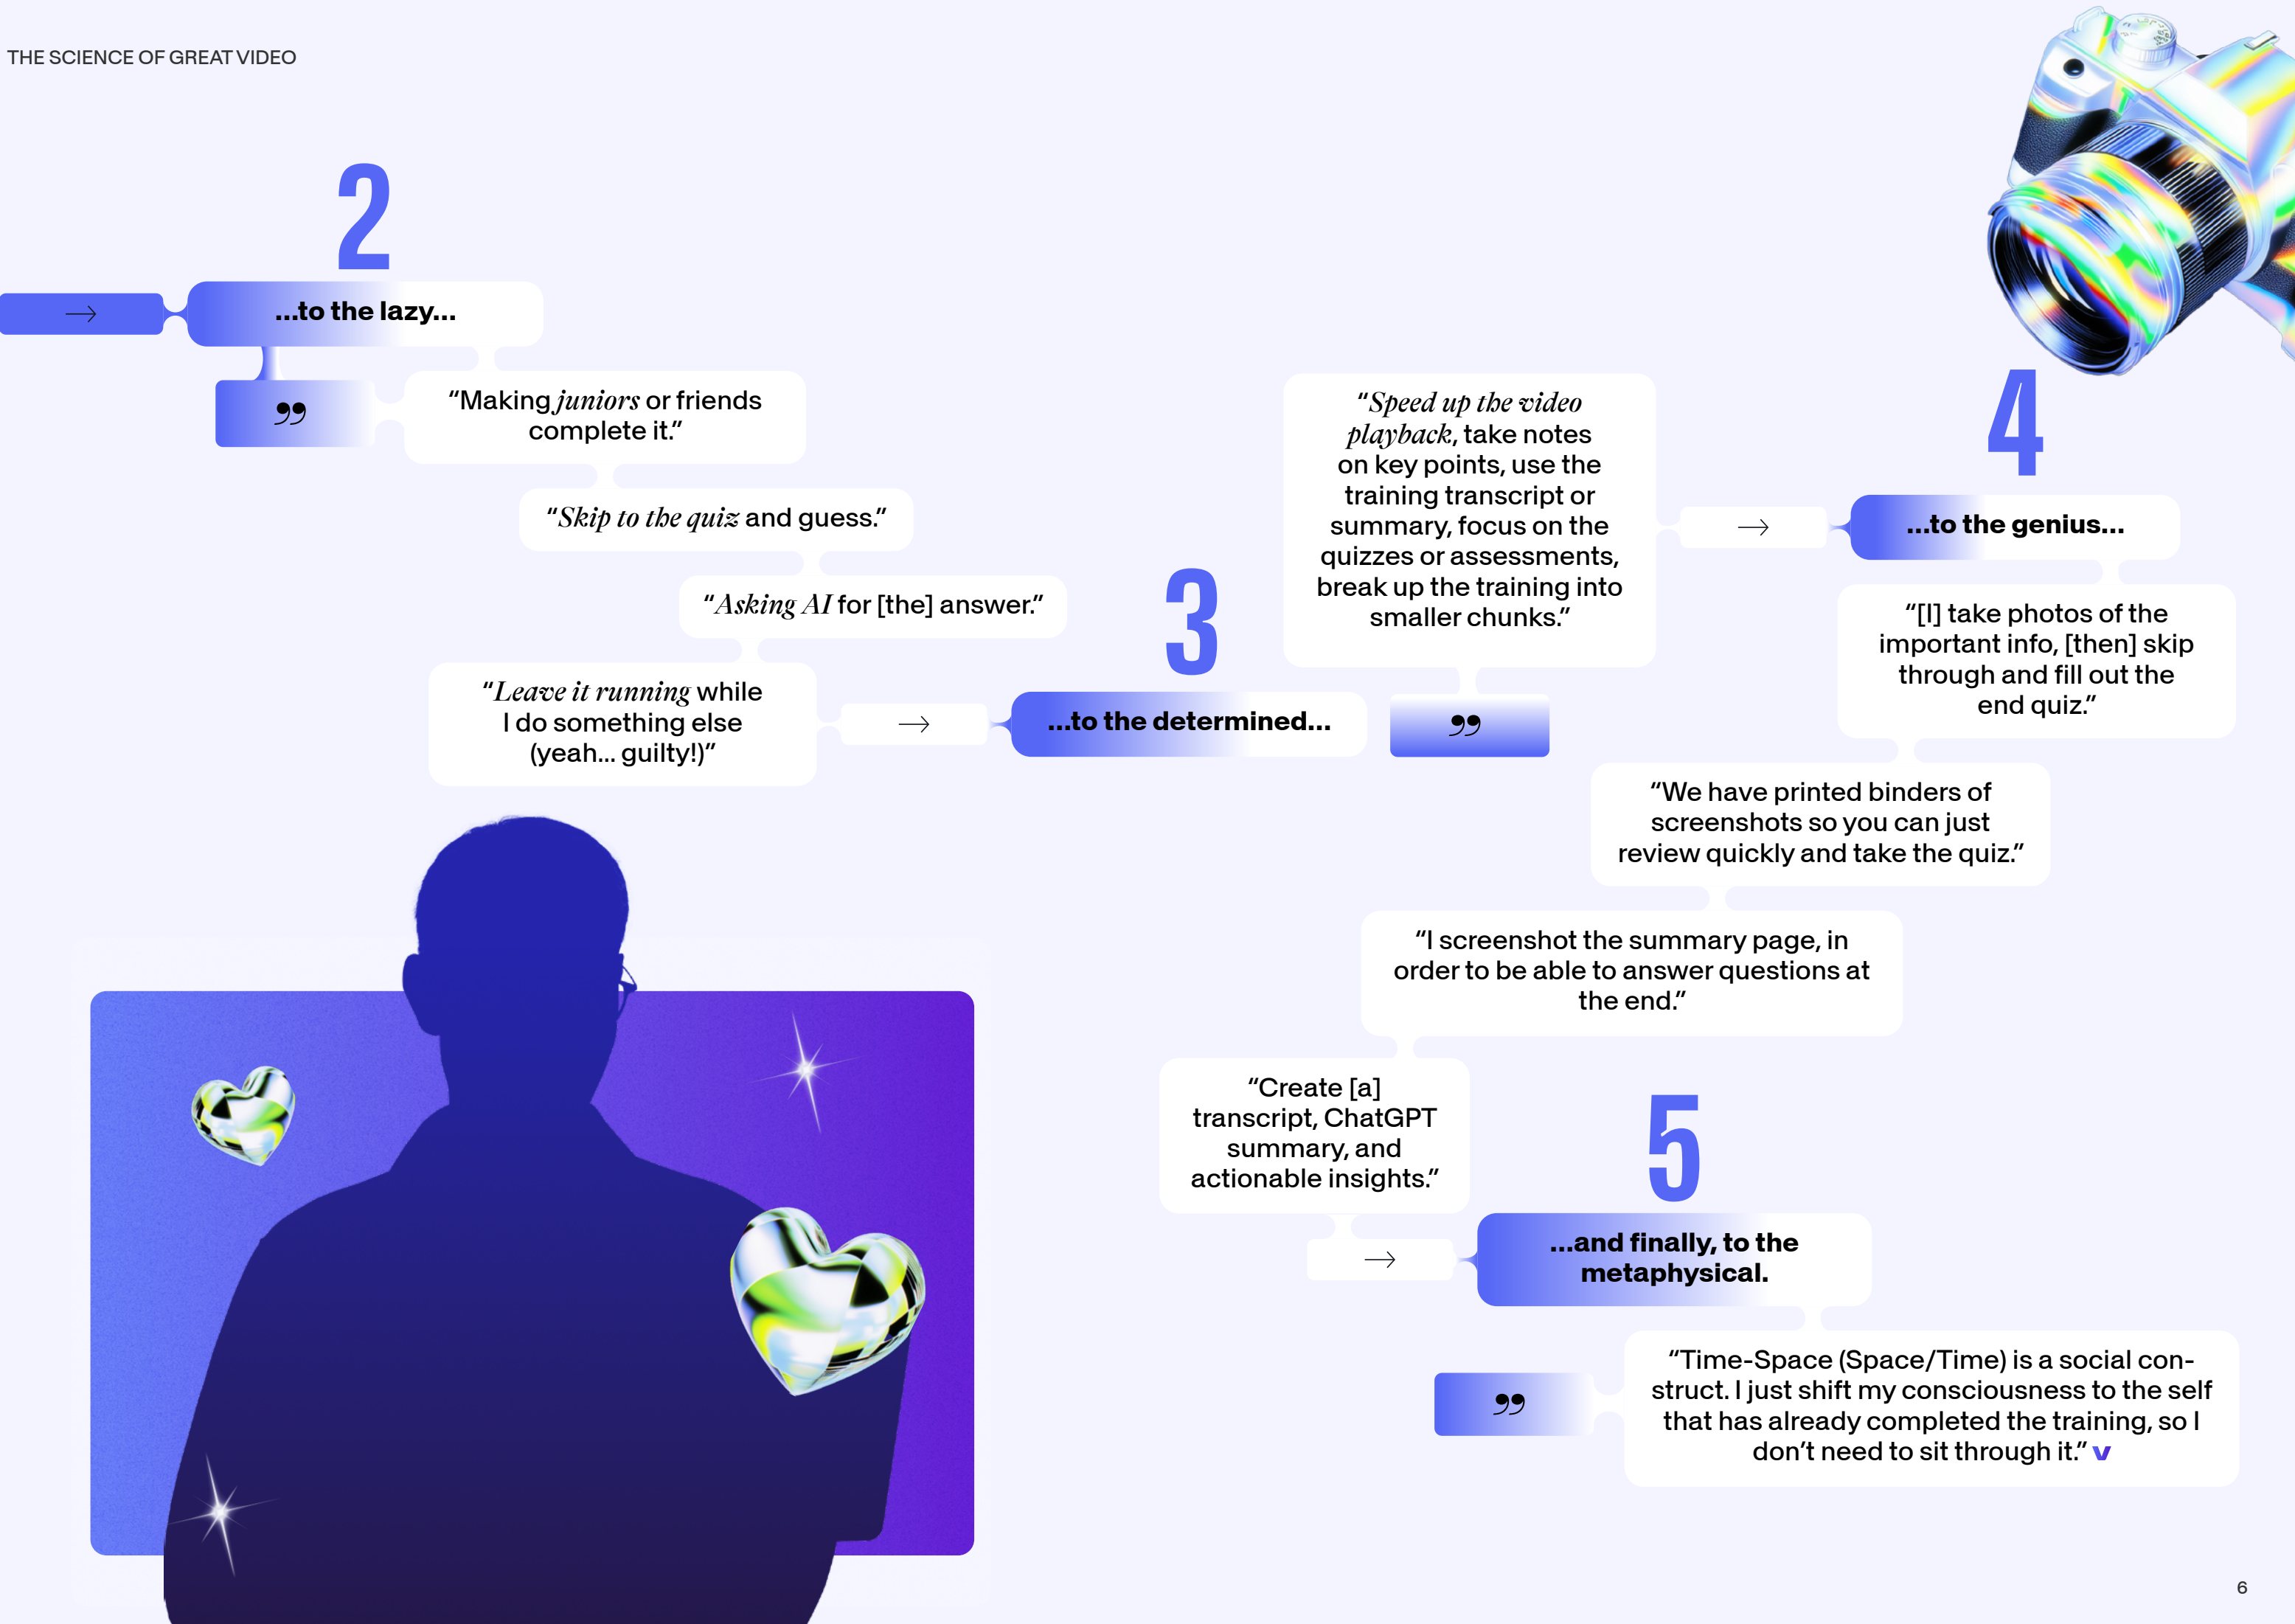 THE SCIENCE OF GREAT VIDEO
2
→
...to the lazy...
”
“Making juniors or friends
complete it.”
“Skip to the quiz and guess.”
“Asking AI for [the] answer.”
“Leave it running while
I do something else
(yeah... guilty!)”
→
3
...to the determined...
”
“Speed up the video
playback, take notes
on key points, use the
training transcript or
summary, focus on the
quizzes or assessments,
break up the training into
smaller chunks.”
→
4
...to the genius...
“[I] take photos of the
important info, [then] skip
through and fill out the
end quiz.”
“We have printed binders of
screenshots so you can just
review quickly and take the quiz.”
“I screenshot the summary page, in
order to be able to answer questions at
the end.”
“Create [a]
transcript, ChatGPT
summary, and
actionable insights.”
→
5
...and finally, to the
metaphysical.
”
“Time-Space (Space/Time) is a social con-
struct. I just shift my consciousness to the self
that has already completed the training, so I
don’t need to sit through it.” v
6